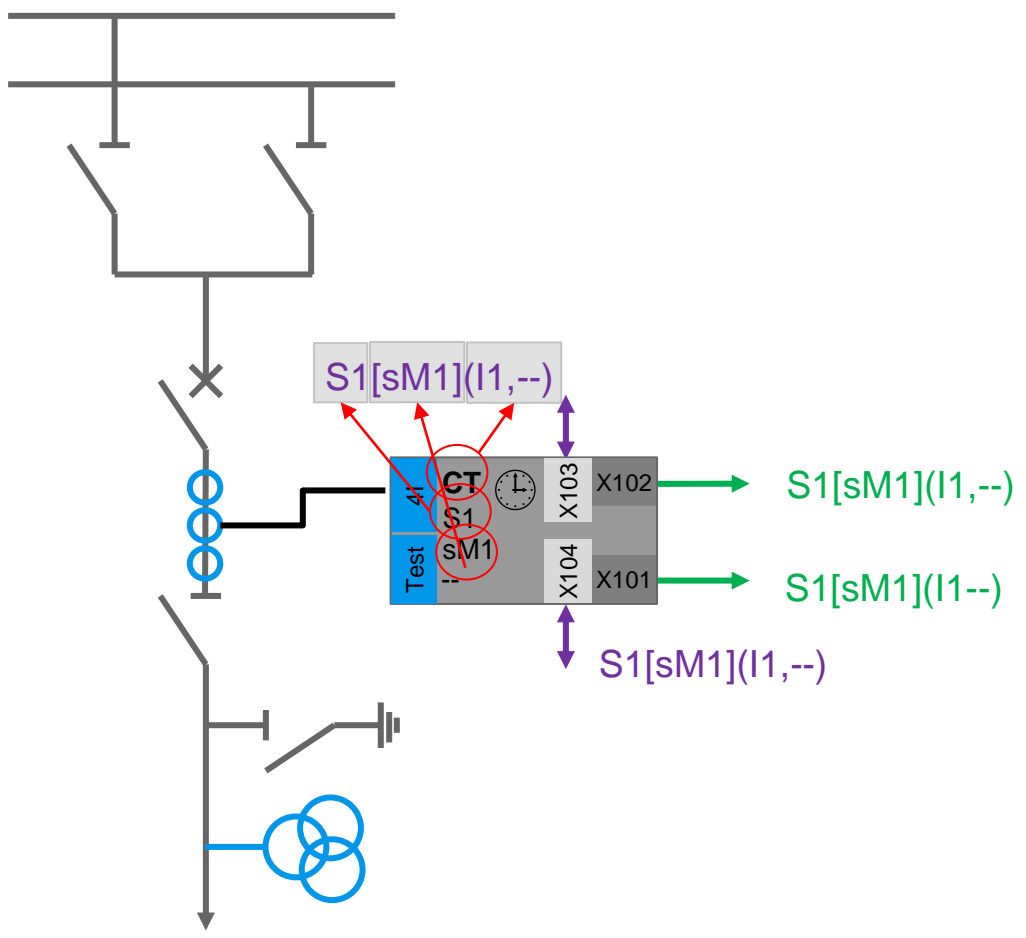 S1[sM1](I1,--)
4I
CT
X103
X102
S1[sM1](I1,--)
S1
Test
sM1
X104
X101
S1[sM1](I1--)
--
S1[sM1](I1,--)